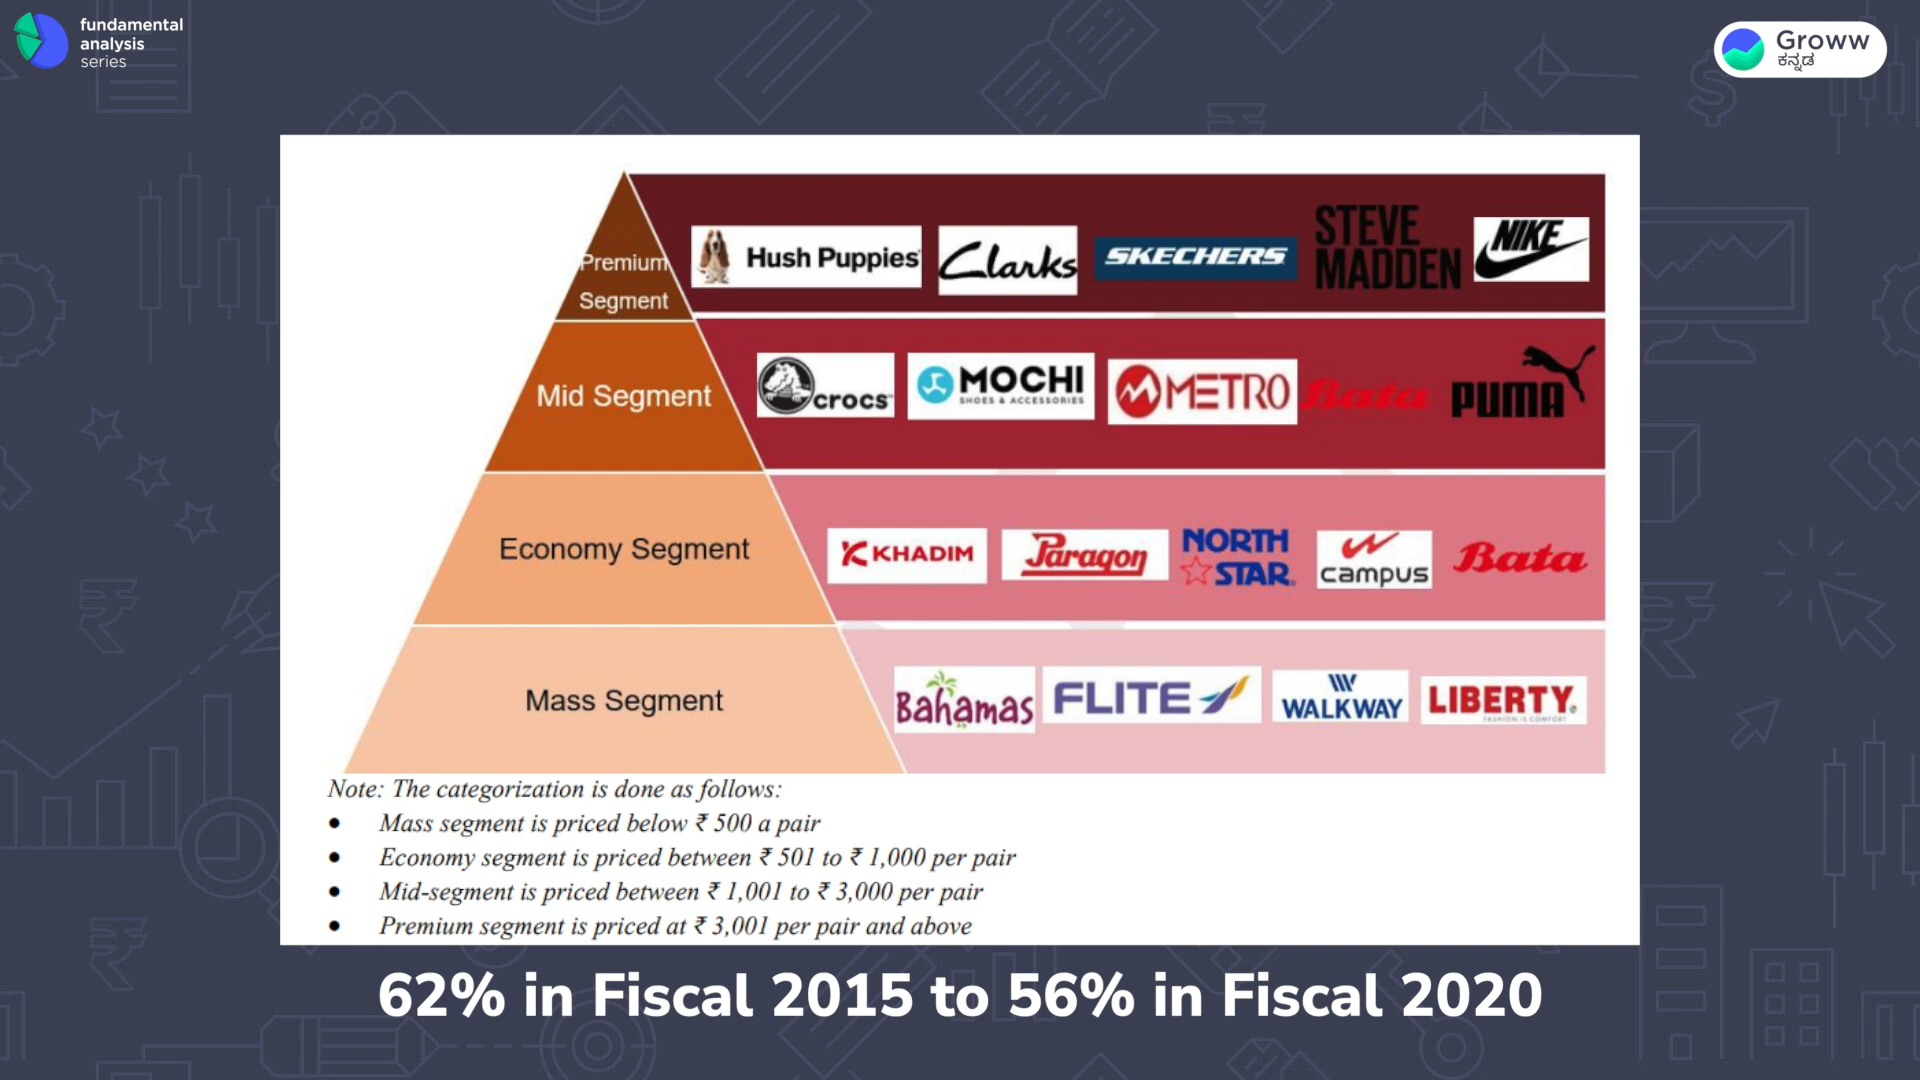 fundamental
analysis
series
Groww
ಕನ್ನಡ
Premium
Segment
Hush Puppies
Clarks
SKECHERS
STEVE
MADDEN
NIKE
Mid Segment
crocs™
MOCHI
SHOES & ACCESSORIES
METRO
Bata
PUMA
Economy Segment
KHADIM
Paragon
NORTH
STAR
campus
Bata
Mass Segment
Bahamas
FLITE
WALKWAY
LIBERTY
FASHION IS COMFORT
Note: The categorization is done as follows:
• Mass segment is priced below ₹ 500 a pair
• Economy segment is priced between ₹ 501 to ₹ 1,000 per pair
• Mid-segment is priced between ₹ 1,001 to ₹ 3,000 per pair
• Premium segment is priced at ₹ 3,001 per pair and above
62% in Fiscal 2015 to 56% in Fiscal 2020